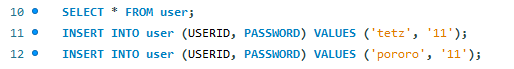 10 SELECT * FROM user;
11 INSERT INTO user (USERID, PASSWORD) VALUES ('tetz', '11');
12 INSERT INTO user (USERID, PASSWORD) VALUES ('pororo', '11');